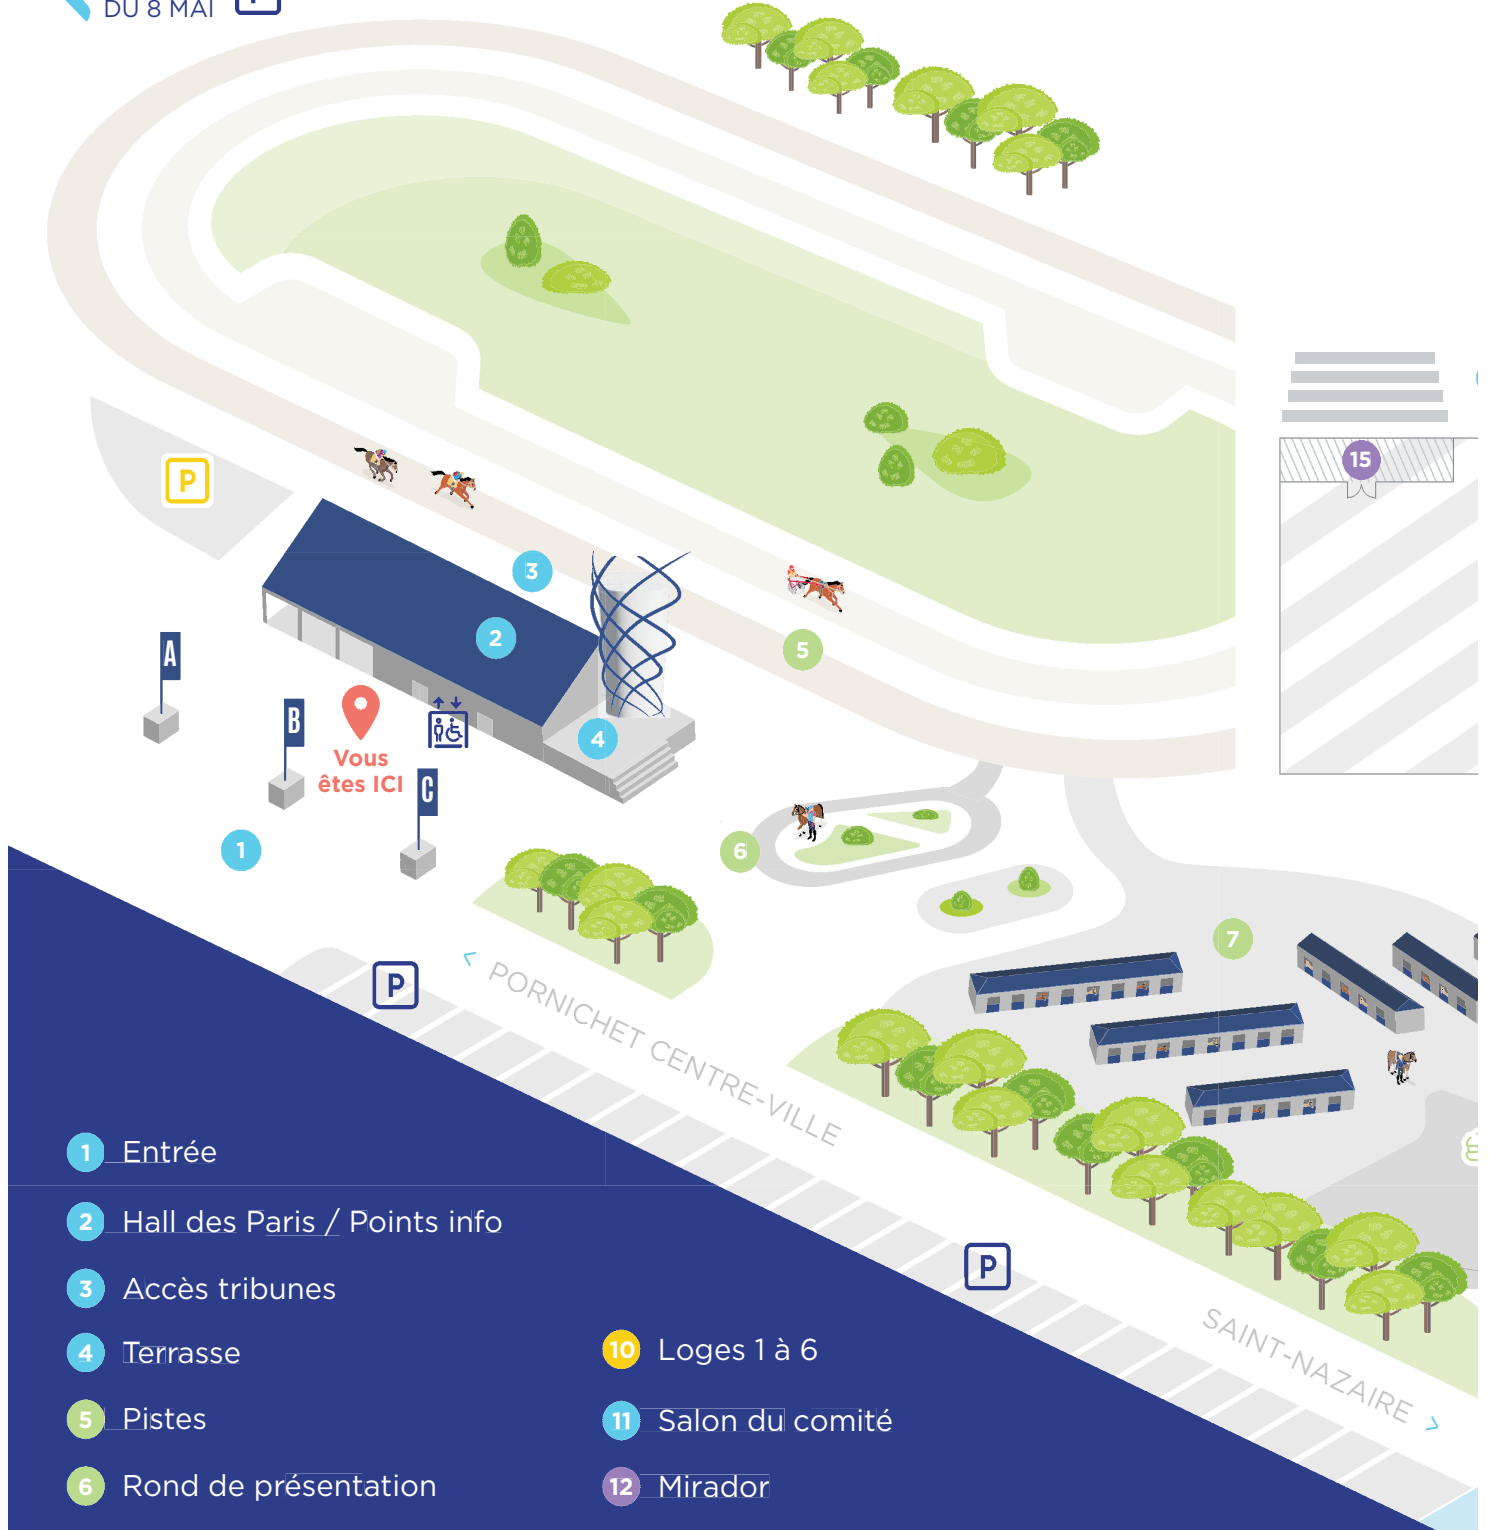 DU 8 MAI P
15
P
3
2
5
A
B
Vous
êtes ICI
C
4
1
6
7
P
< PORNICHET CENTRE-VILLE
P
SAINT-NAZAIRE >
1 Entrée
2 Hall des Paris / Points info
3 Accès tribunes
4 Terrasse
5 Pistes
6 Rond de présentation
10 Loges 1 à 6
11 Salon du comité
12 Mirador